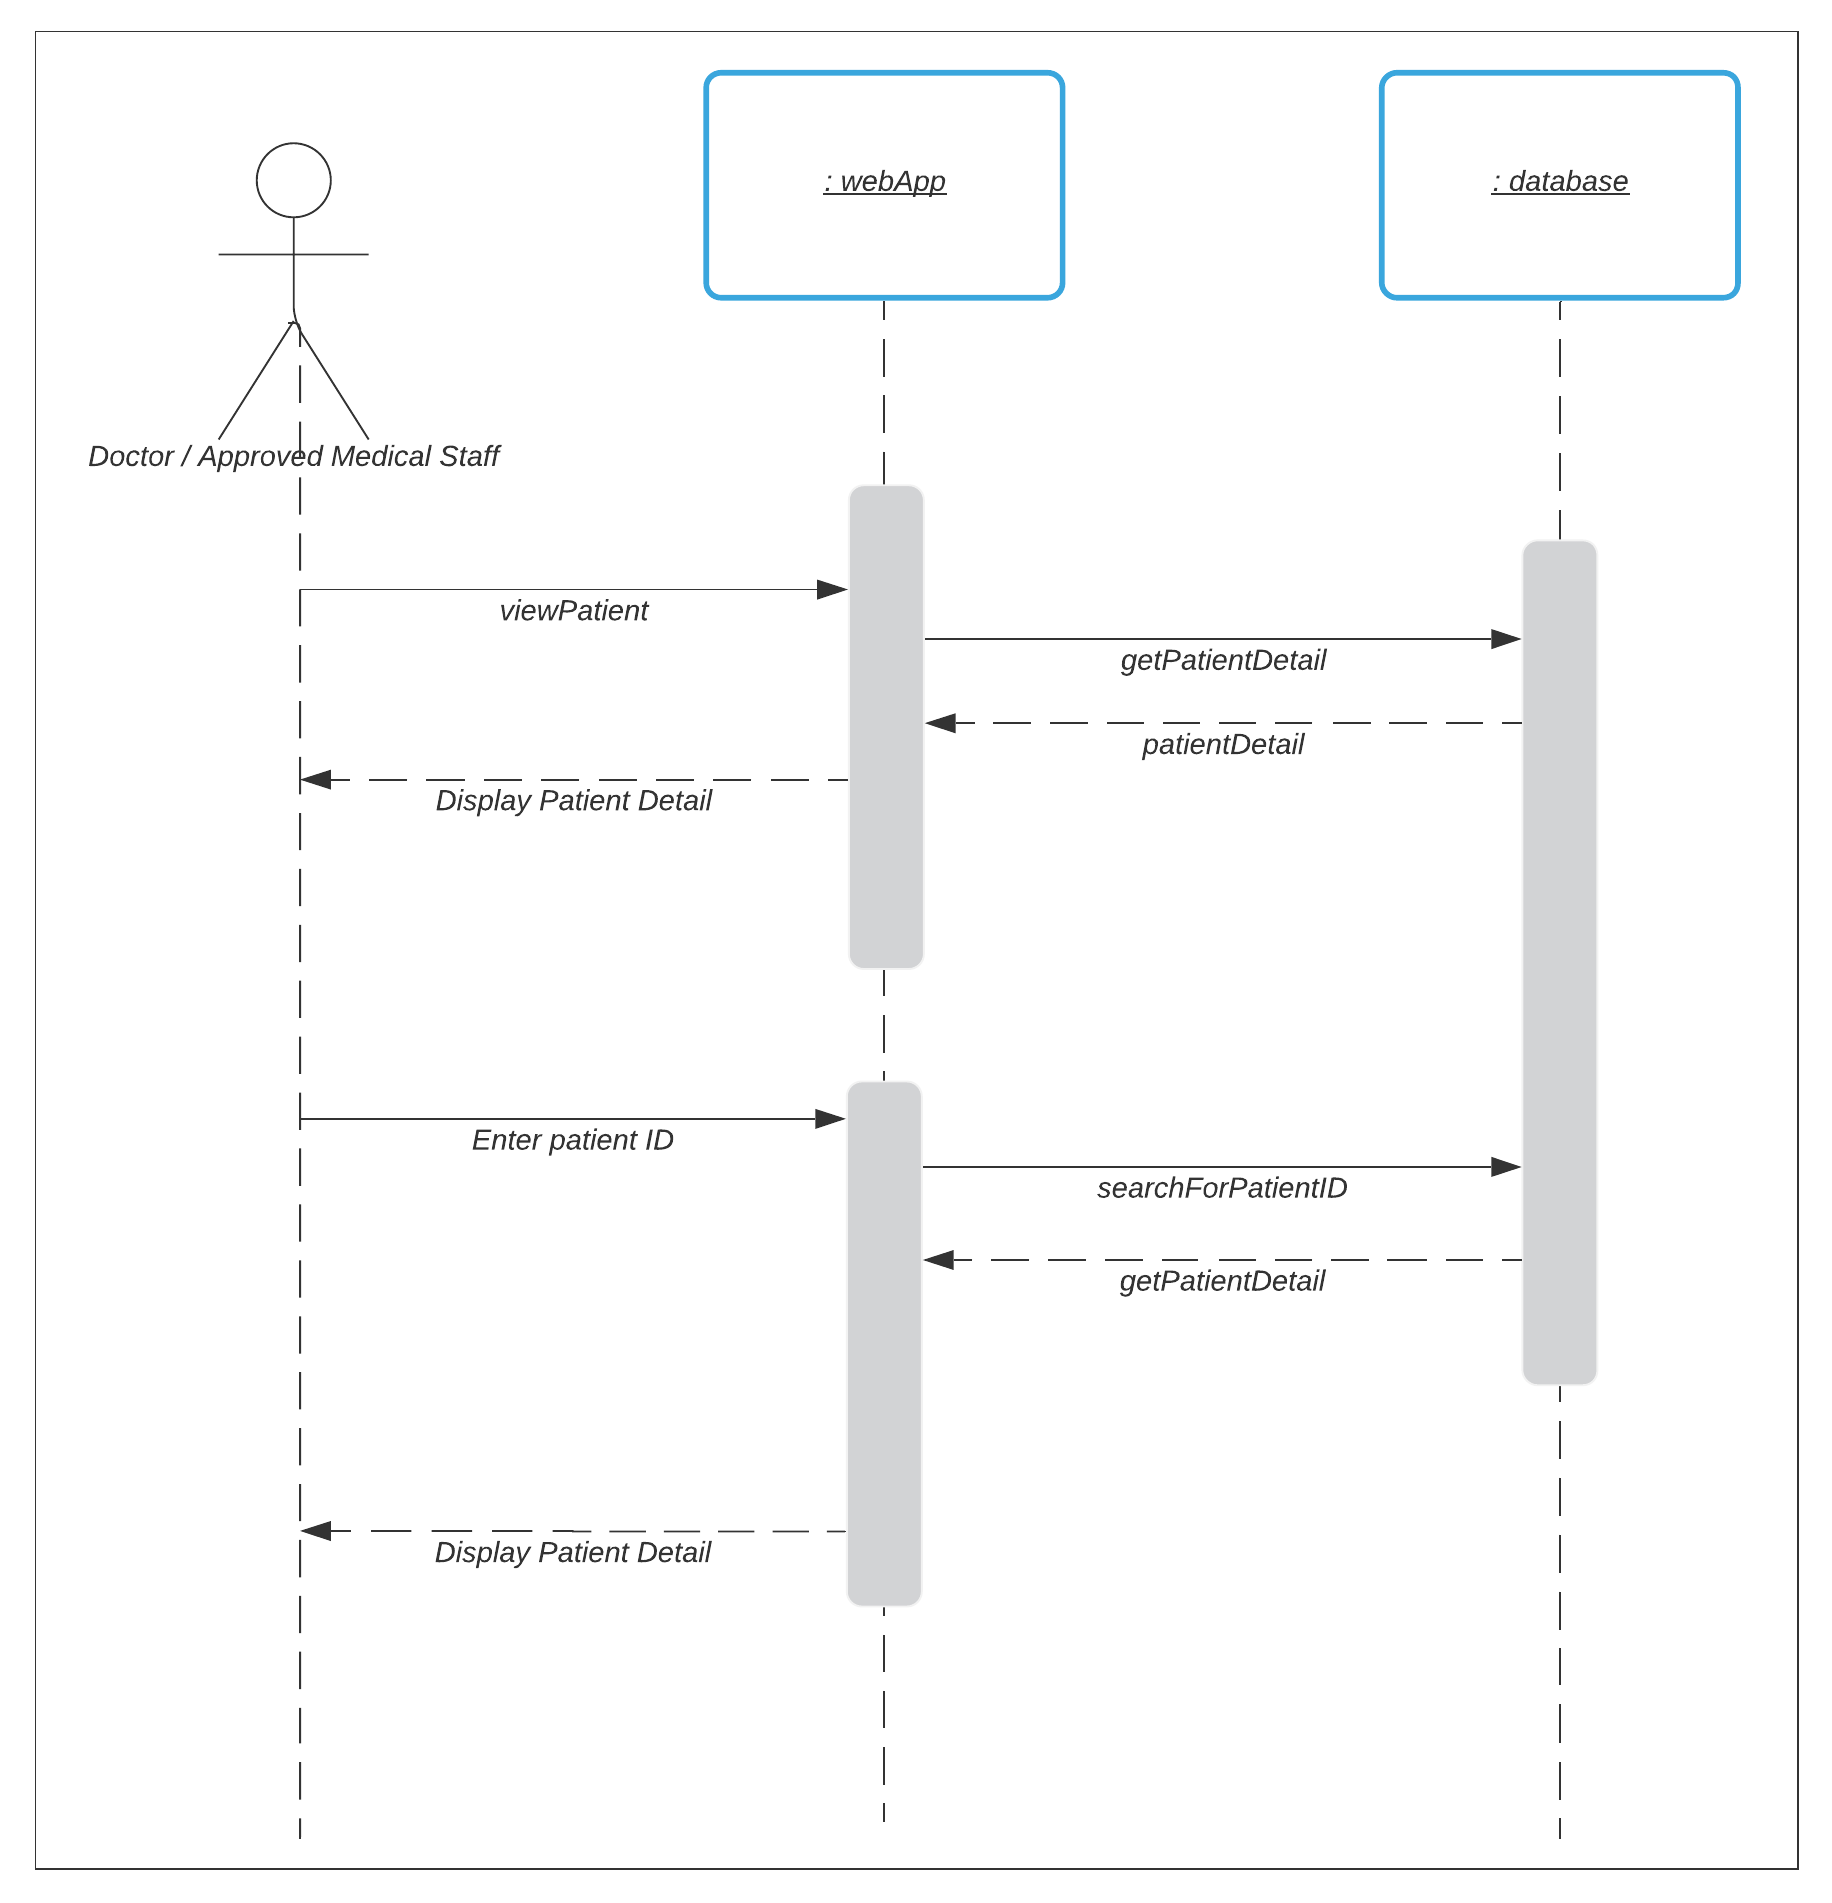 : webApp
: database
Doctor / Approved Medical Staff
viewPatient
getPatientDetail
patientDetail
Display Patient Detail
Enter patient ID
searchForPatientID
getPatientDetail
Display Patient Detail